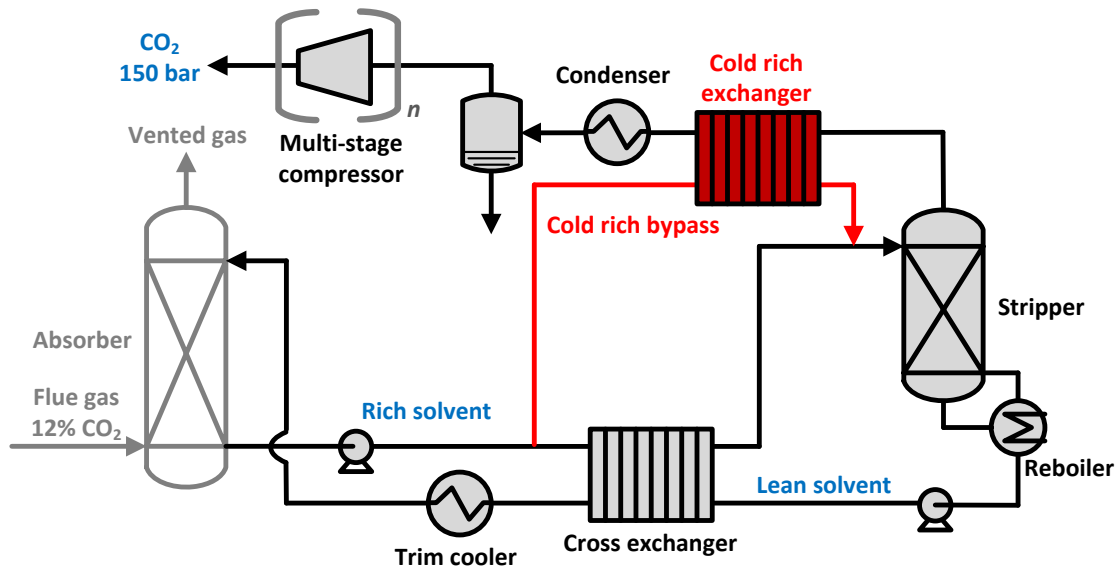 CO₂
150 bar
n
Multi-stage
compressor
Condenser
Cold rich
exchanger
Vented gas
Cold rich bypass
Absorber
Stripper
Flue gas
12% CO₂
Rich solvent
Lean solvent
Reboiler
Trim cooler
Cross exchanger